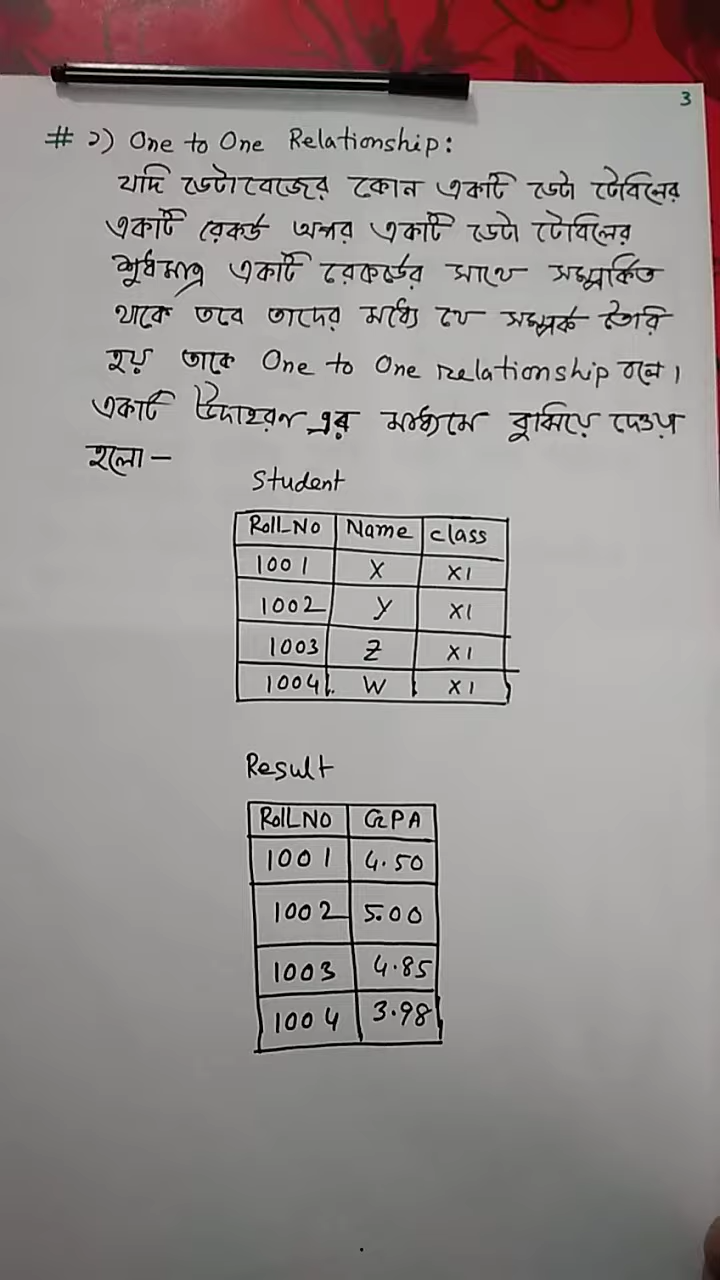 3
# ১) One to One Relationship:
যদি ডেটাবেজের কোন একটি ডেটা টেবিলের
একটি রেকর্ড অপর একটি ডেটা টেবিলের
শুধুমাত্র একটি রেকর্ডের সাথে সম্পর্কিত
থাকে তবে তাদের মধ্যে যে সম্পর্ক তৈরি
হয় তাকে One to One Relationship বলে।
একটি উদাহরন এর মাধ্যমে বুঝিয়ে দেওয়া
হলো-
Student
Roll_No Name class
1001 X XI
1002 Y XI
1003 Z XI
1004 W XI
Result
Roll_No GPA
1001 4.50
1002 5.00
1003 4.85
1004 3.98